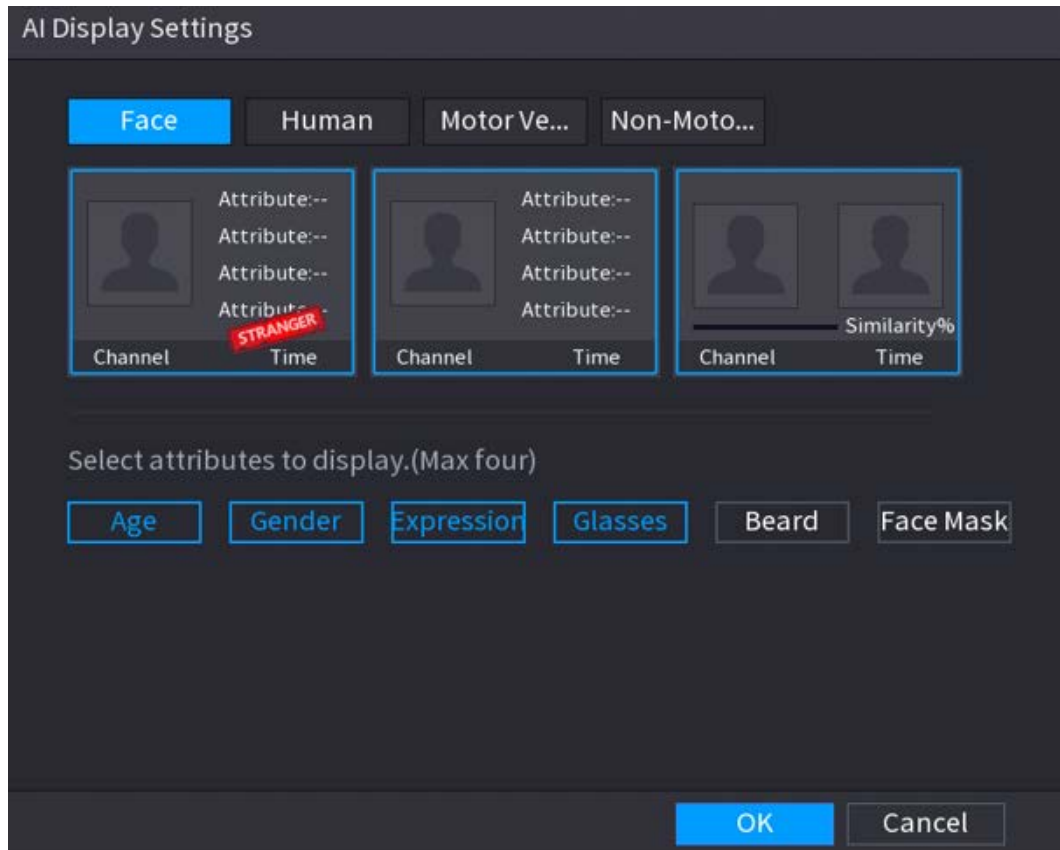 AI Display Settings
Face Human Motor Ve... Non-Moto...
Attribute:-- Attribute:--
Attribute:-- Attribute:--
Attribute:-- Attribute:--
Attribute:-- Attribute:--
STRANGER Similarity%
Channel Time Channel Time Channel Time
Select attributes to display.(Max four)
Age Gender Expression Glasses Beard Face Mask
OK Cancel